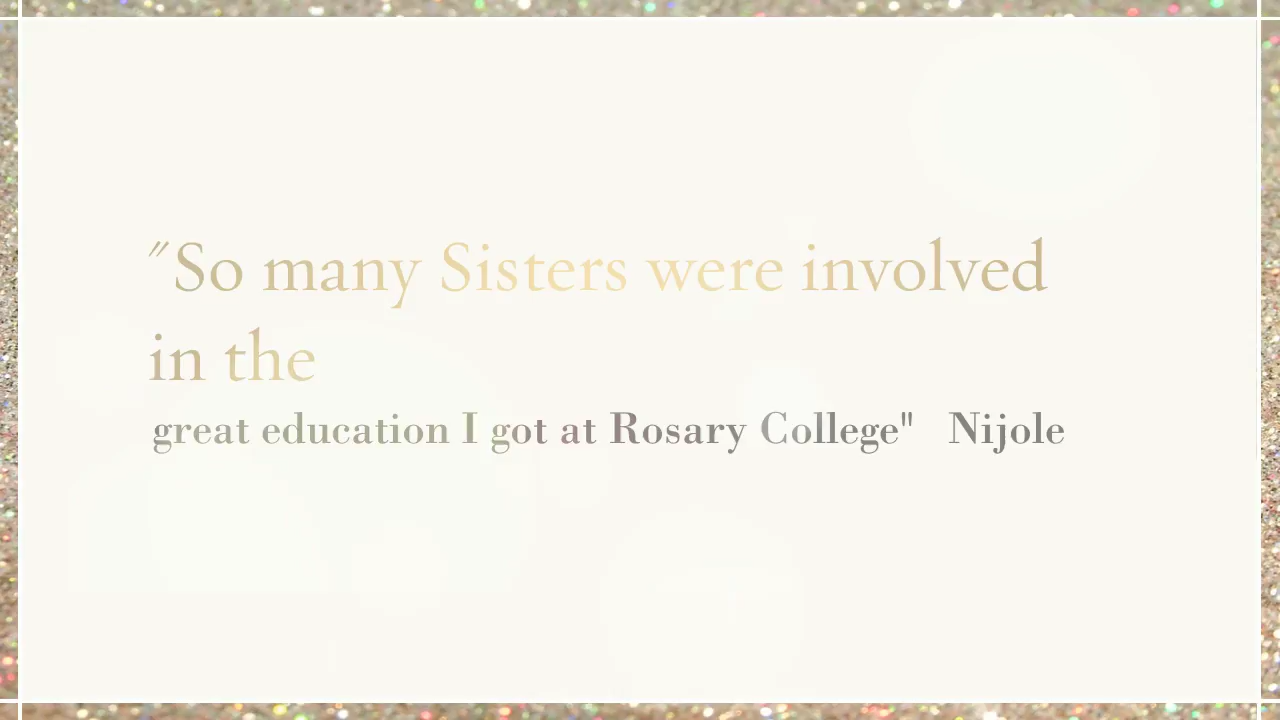 "So many Sisters were involved
in the
great education I got at Rosary College" Nijole